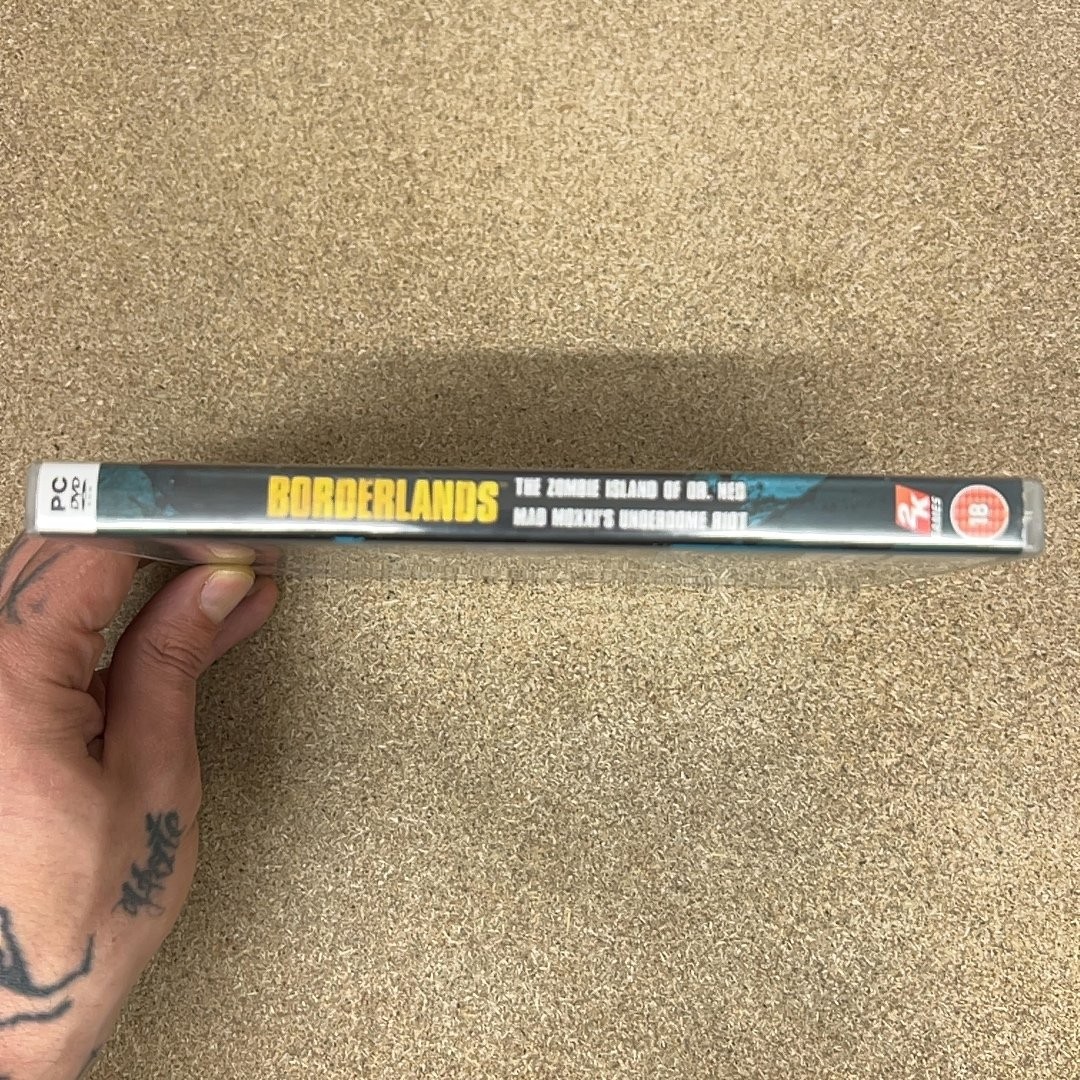 PC
DVD
BORDERLANDS
THE ZOMBIE ISLAND OF DR. NED
MAD MOXXI'S UNDERDOME RIOT
2K
GAMES
18